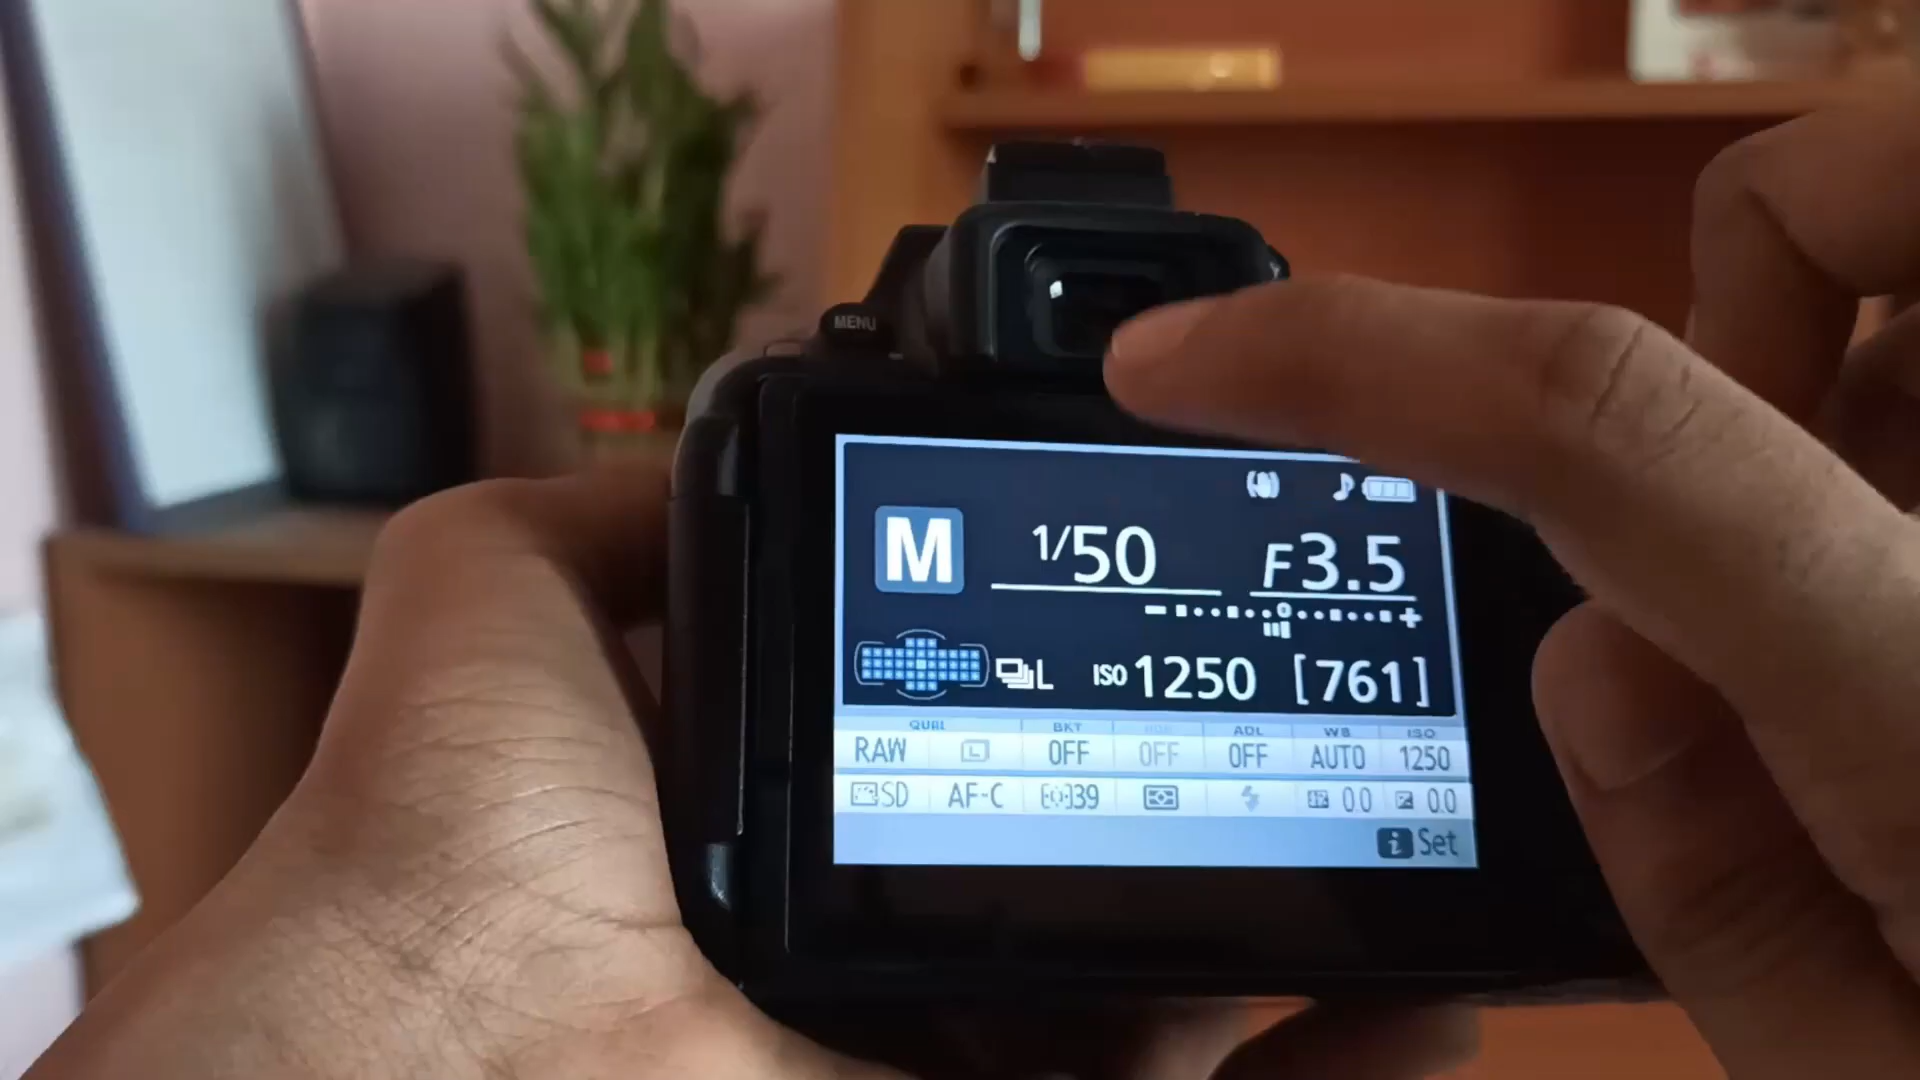 MENU
M 1/50 F3.5
L ISO 1250 [761]
QUAL BKT HDR ADL WB ISO
RAW L OFF OFF OFF AUTO 1250
SD AF-C 39 0.0 0.0
i Set